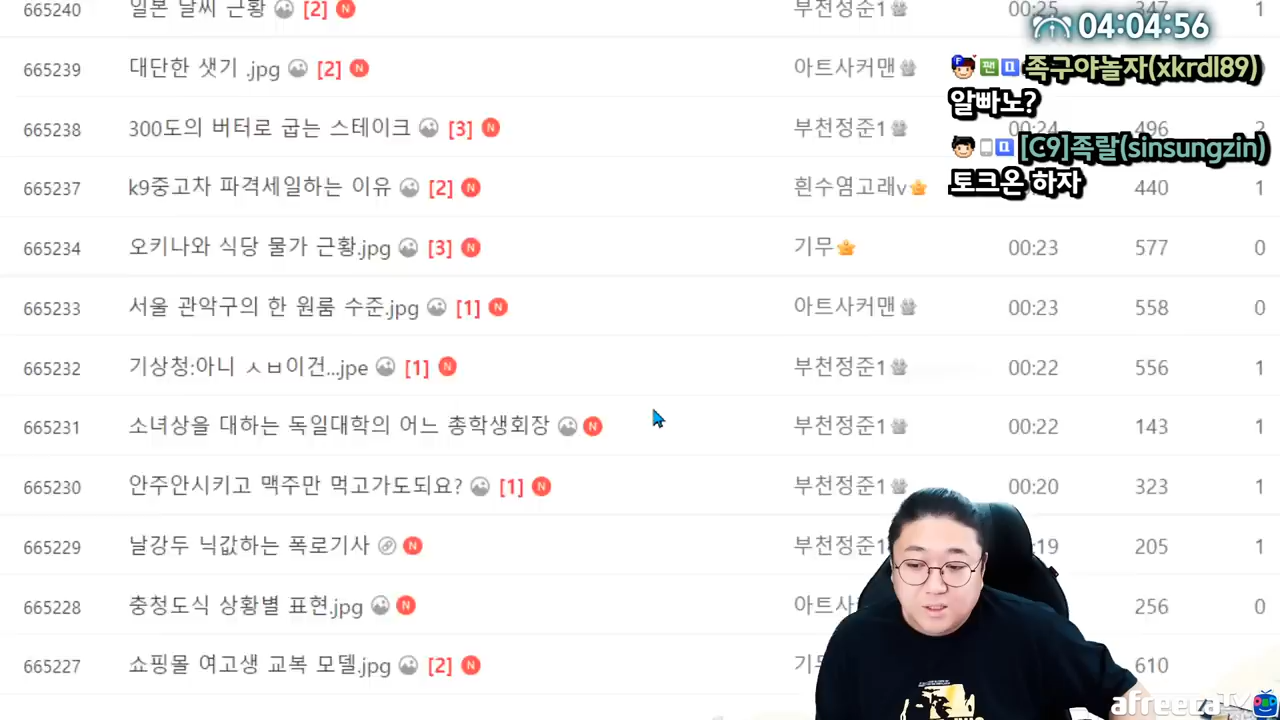 665240 일본 날씨 근황 [2] N 부천정준1 00:25 347 1
04:04:56
665239 대단한 샛기 .jpg [2] N 아트사커맨
족구야놀자(xkrdl89)
알빠노?
665238 300도의 버터로 굽는 스테이크 [3] N 부천정준1 00:24 496 2
[C9]족랄(sinsungzin)
토크온 하자
665237 k9중고차 파격세일하는 이유 [2] N 흰수염고래v 440 1
665234 오키나와 식당 물가 근황.jpg [3] N 기무 00:23 577 0
665233 서울 관악구의 한 원룸 수준.jpg [1] N 아트사커맨 00:23 558 0
665232 기상청:아니 ㅅㅂ이건...jpe [1] N 부천정준1 00:22 556 1
665231 소녀상을 대하는 독일대학의 어느 총학생회장 N 부천정준1 00:22 143 1
665230 안주안시키고 맥주만 먹고가도되요? [1] N 부천정준1 00:20 323 1
665229 날강두 닉값하는 폭로기사 N 부천정준1 :19 205 1
665228 충청도식 상황별 표현.jpg N 아트사 256 0
665227 쇼핑몰 여고생 교복 모델.jpg [2] N 기무 610
afreecaTV